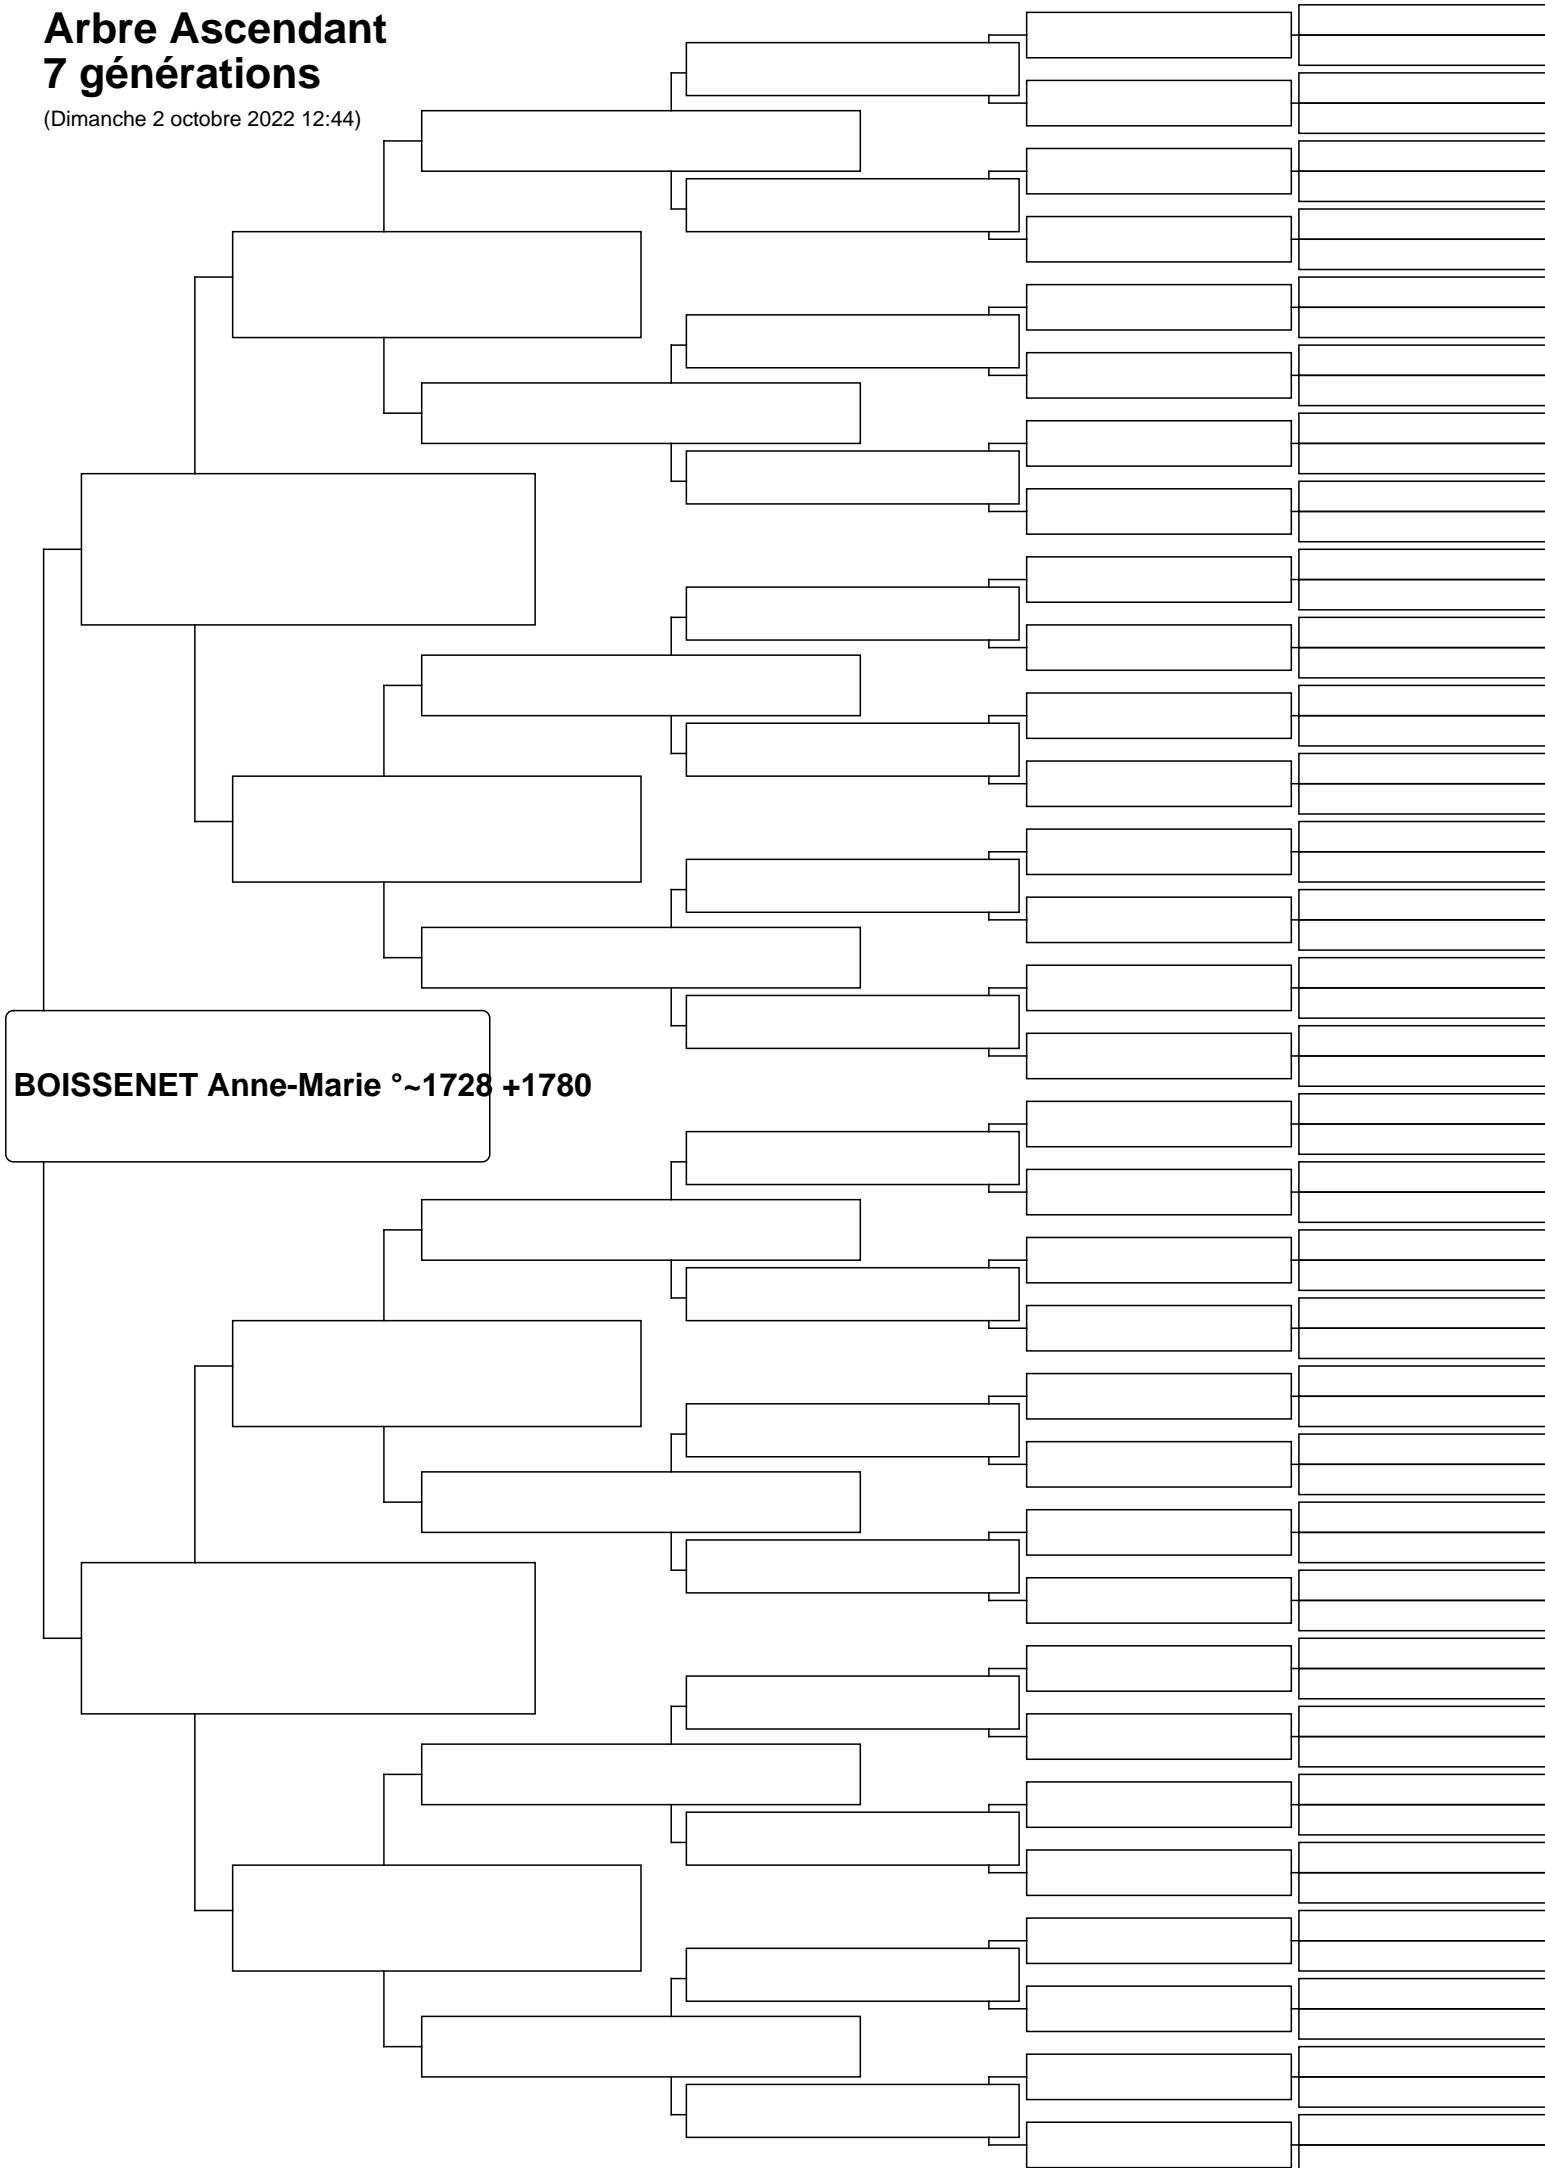 Arbre Ascendant
7 générations
(Dimanche 2 octobre 2022 12:44)
BOISSENET Anne-Marie °~1728 +1780